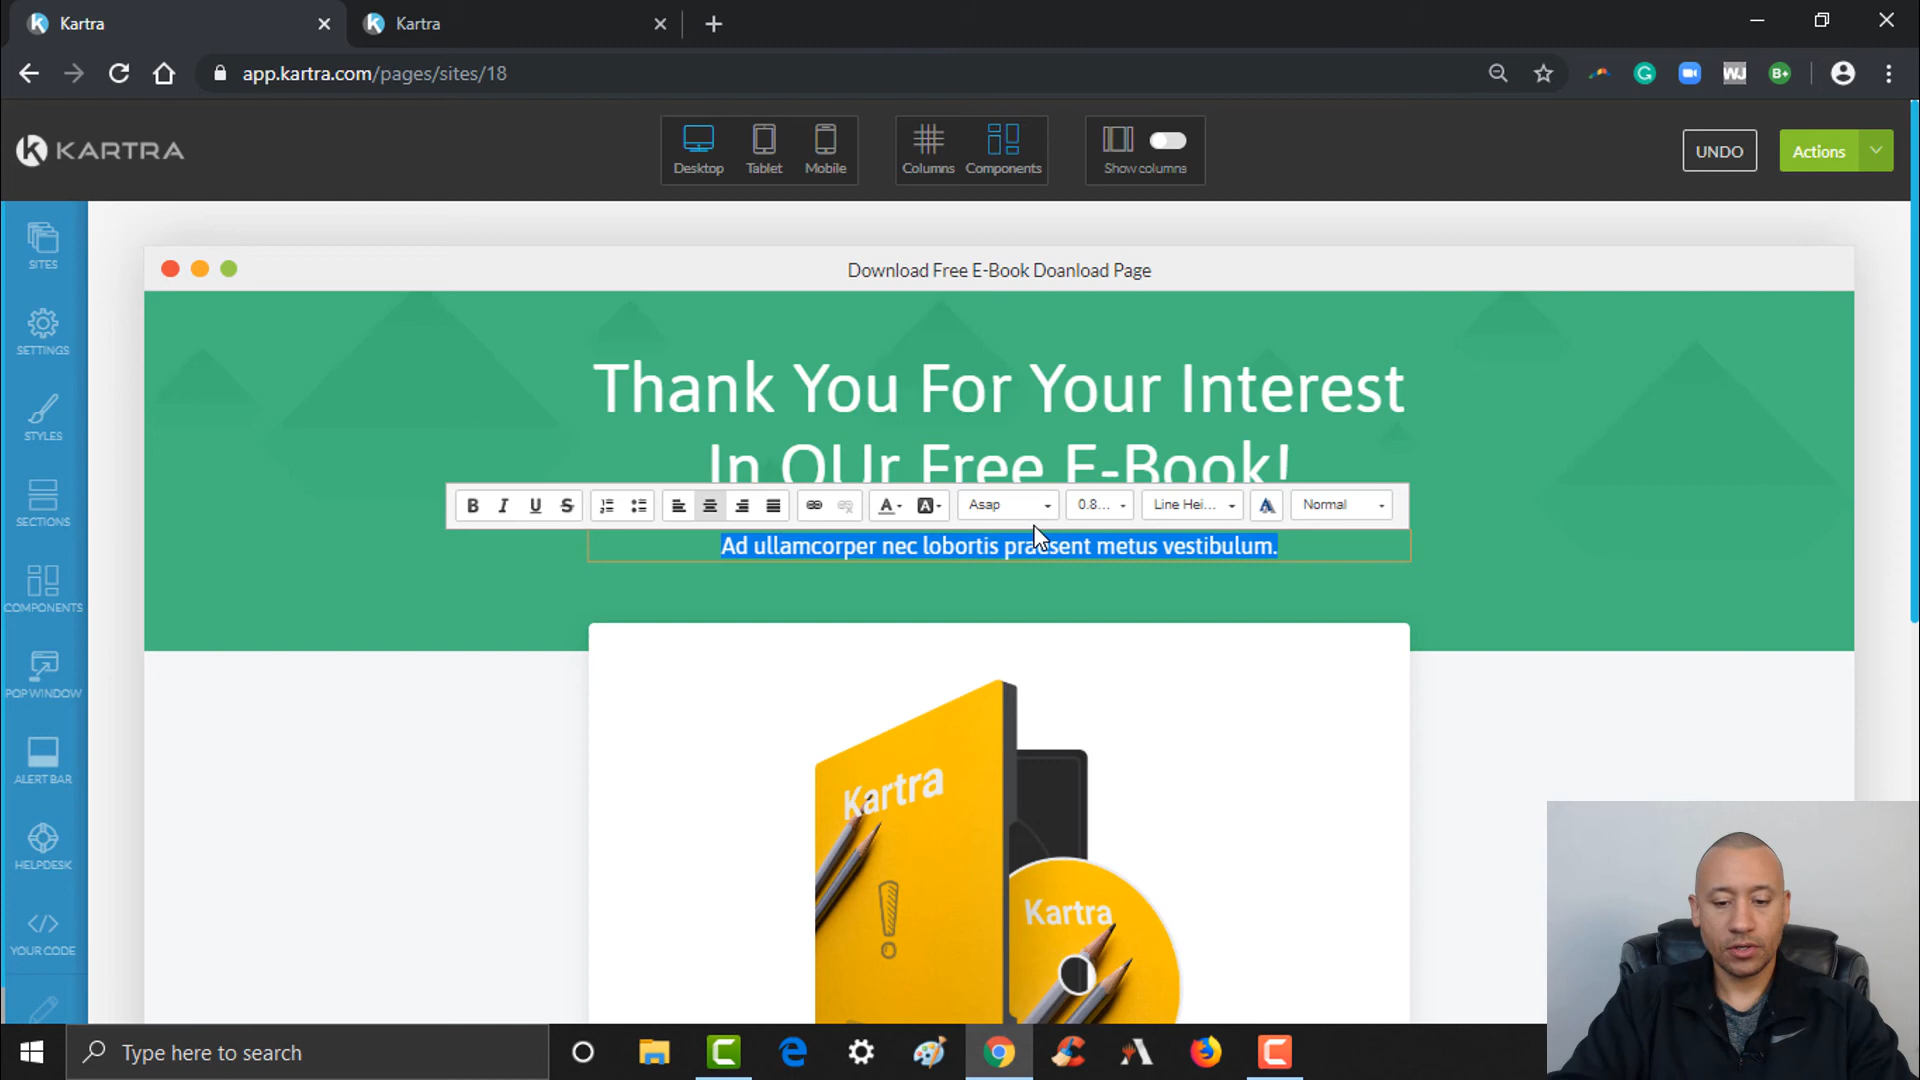 Kartra
Kartra
app.kartra.com/pages/sites/18
WJ
B+
KARTRA
Desktop
Tablet
Mobile
Columns
Components
Show columns
UNDO
Actions
SITES
SETTINGS
STYLES
SECTIONS
COMPONENTS
POP WINDOW
ALERT BAR
HELPDESK
YOUR CODE
Download Free E-Book Doanload Page
Thank You For Your Interest
In OUr Free E-Book!
B I U S A A Asap 0.8... Line Hei... A Normal
Ad ullamcorper nec lobortis praesent metus vestibulum.
Kartra
Kartra
Type here to search